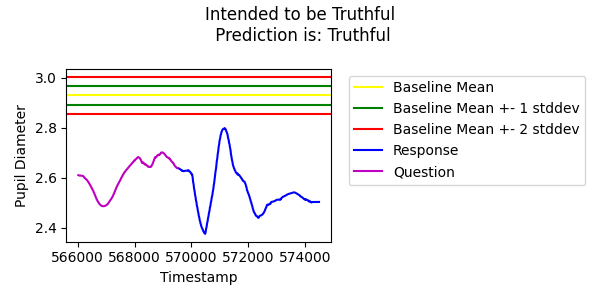 Intended to be Truthful
Prediction is: Truthful
3.0
2.8
2.6
2.4
Pupil Diameter
566000 568000 570000 572000 574000
Timestamp
Baseline Mean
Baseline Mean +- 1 stddev
Baseline Mean +- 2 stddev
Response
Question